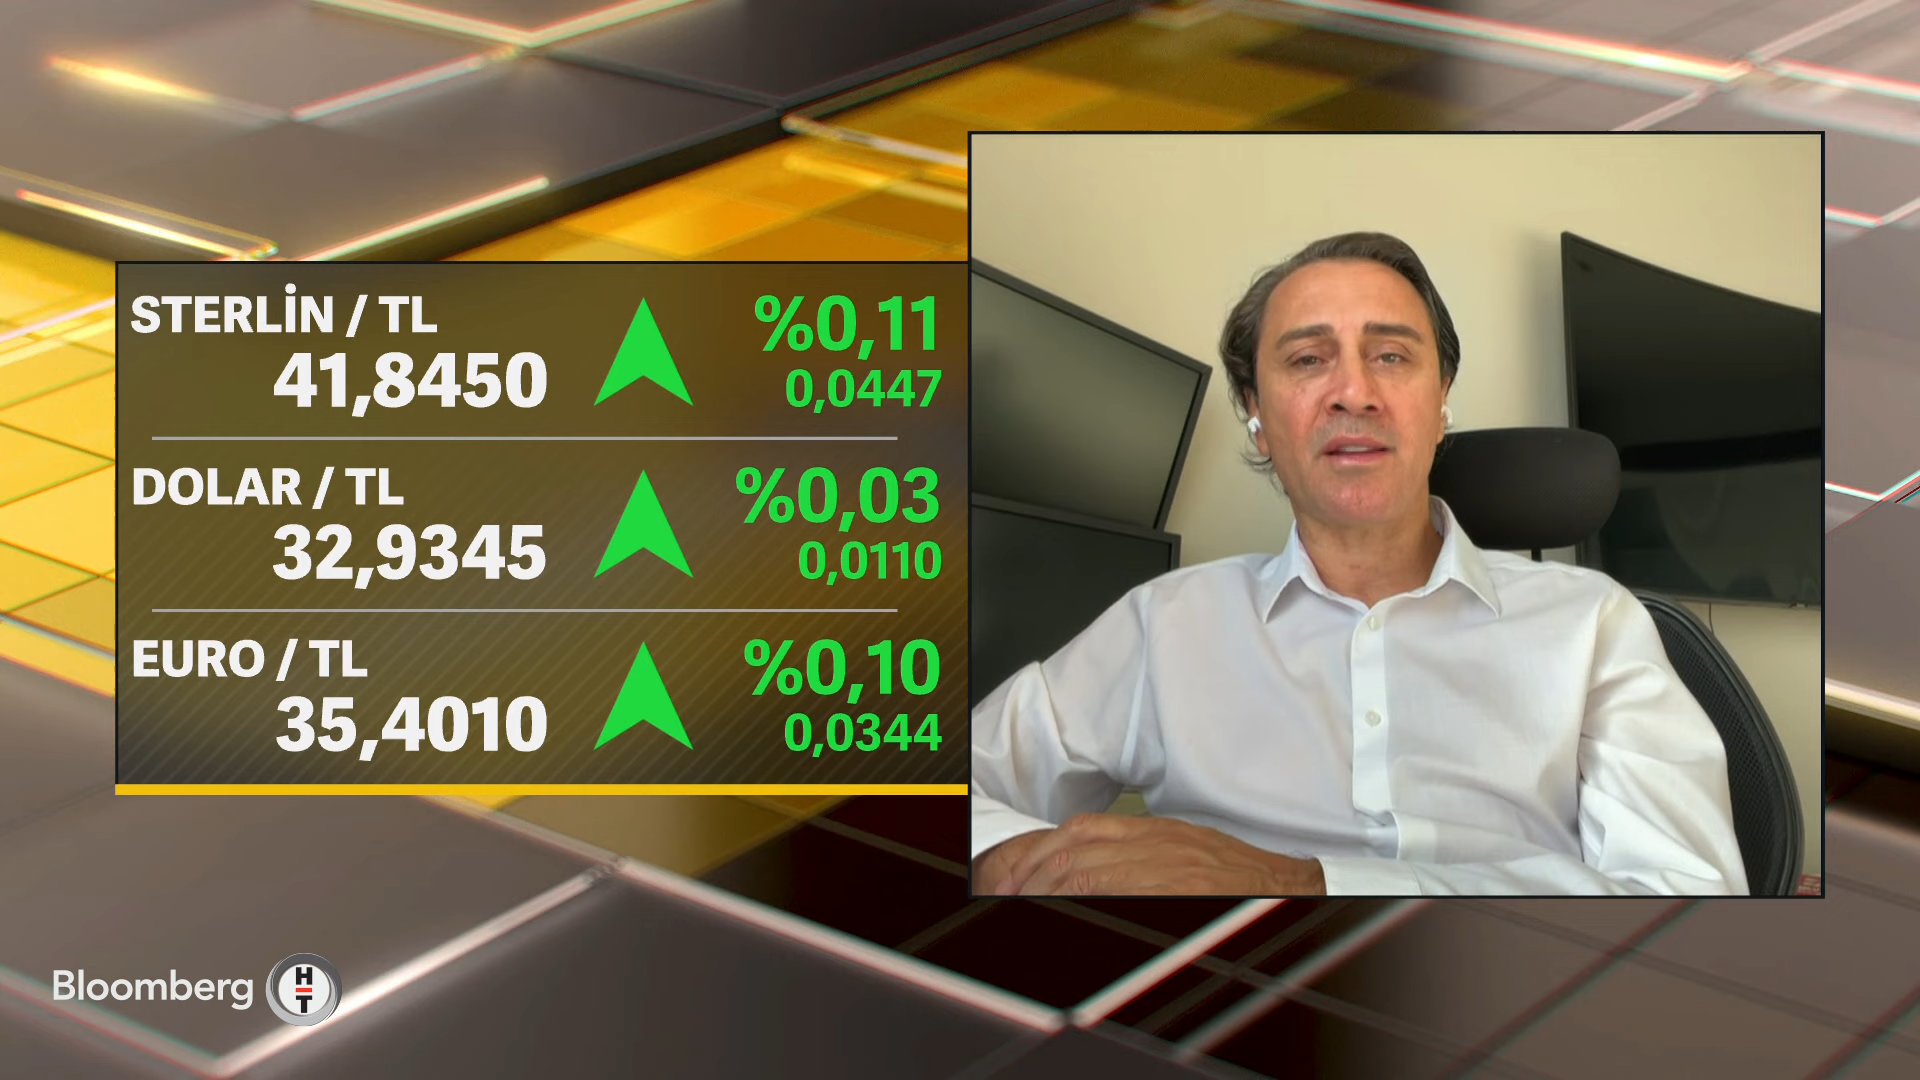 STERLİN / TL
41,8450
%0,11
0,0447
DOLAR / TL
32,9345
%0,03
0,0110
EURO / TL
35,4010
%0,10
0,0344
Bloomberg HT